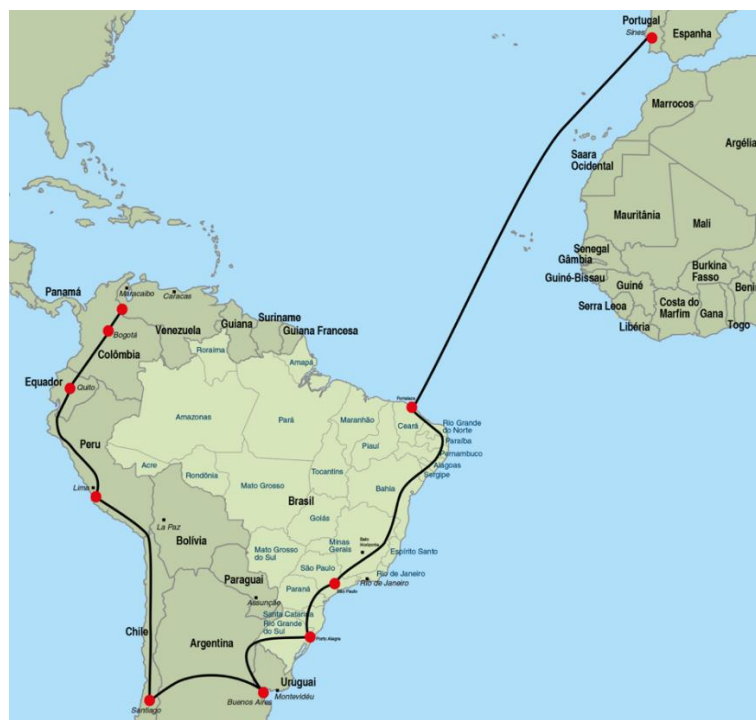 Portugal
Espanha
Sines
Marrocos
Argélia
Saara
Ocidental
Mauritânia
Mali
Senegal
Gâmbia
Guiné-Bissau
Burkina
Fasso
Benin
Guiné
Serra Leoa
Costa do
Marfim
Gana
Libéria
Togo
Panamá
Maracaibo
Caracas
Suriname
Guiana
Guiana Francesa
Venezuela
Bogotá
Colômbia
Roraima
Amapá
Equador
Quito
Fortaleza
Amazonas
Pará
Maranhão
Ceará
Rio Grande
do Norte
Paraíba
Piauí
Pernambuco
Peru
Acre
Rondônia
Tocantins
Alagoas
Sergipe
Mato Grosso
Bahia
Lima
Brasil
La Paz
Goiás
Bolívia
Belo
Horizonte
Minas
Gerais
Mato Grosso
do Sul
Espírito Santo
São Paulo
Paraguai
Rio de Janeiro
Rio de Janeiro
Paraná
São Paulo
Assunção
Santa Catarina
Rio Grande
do Sul
Chile
Porto Alegre
Argentina
Uruguai
Santiago
Buenos Aires
Montevidéu